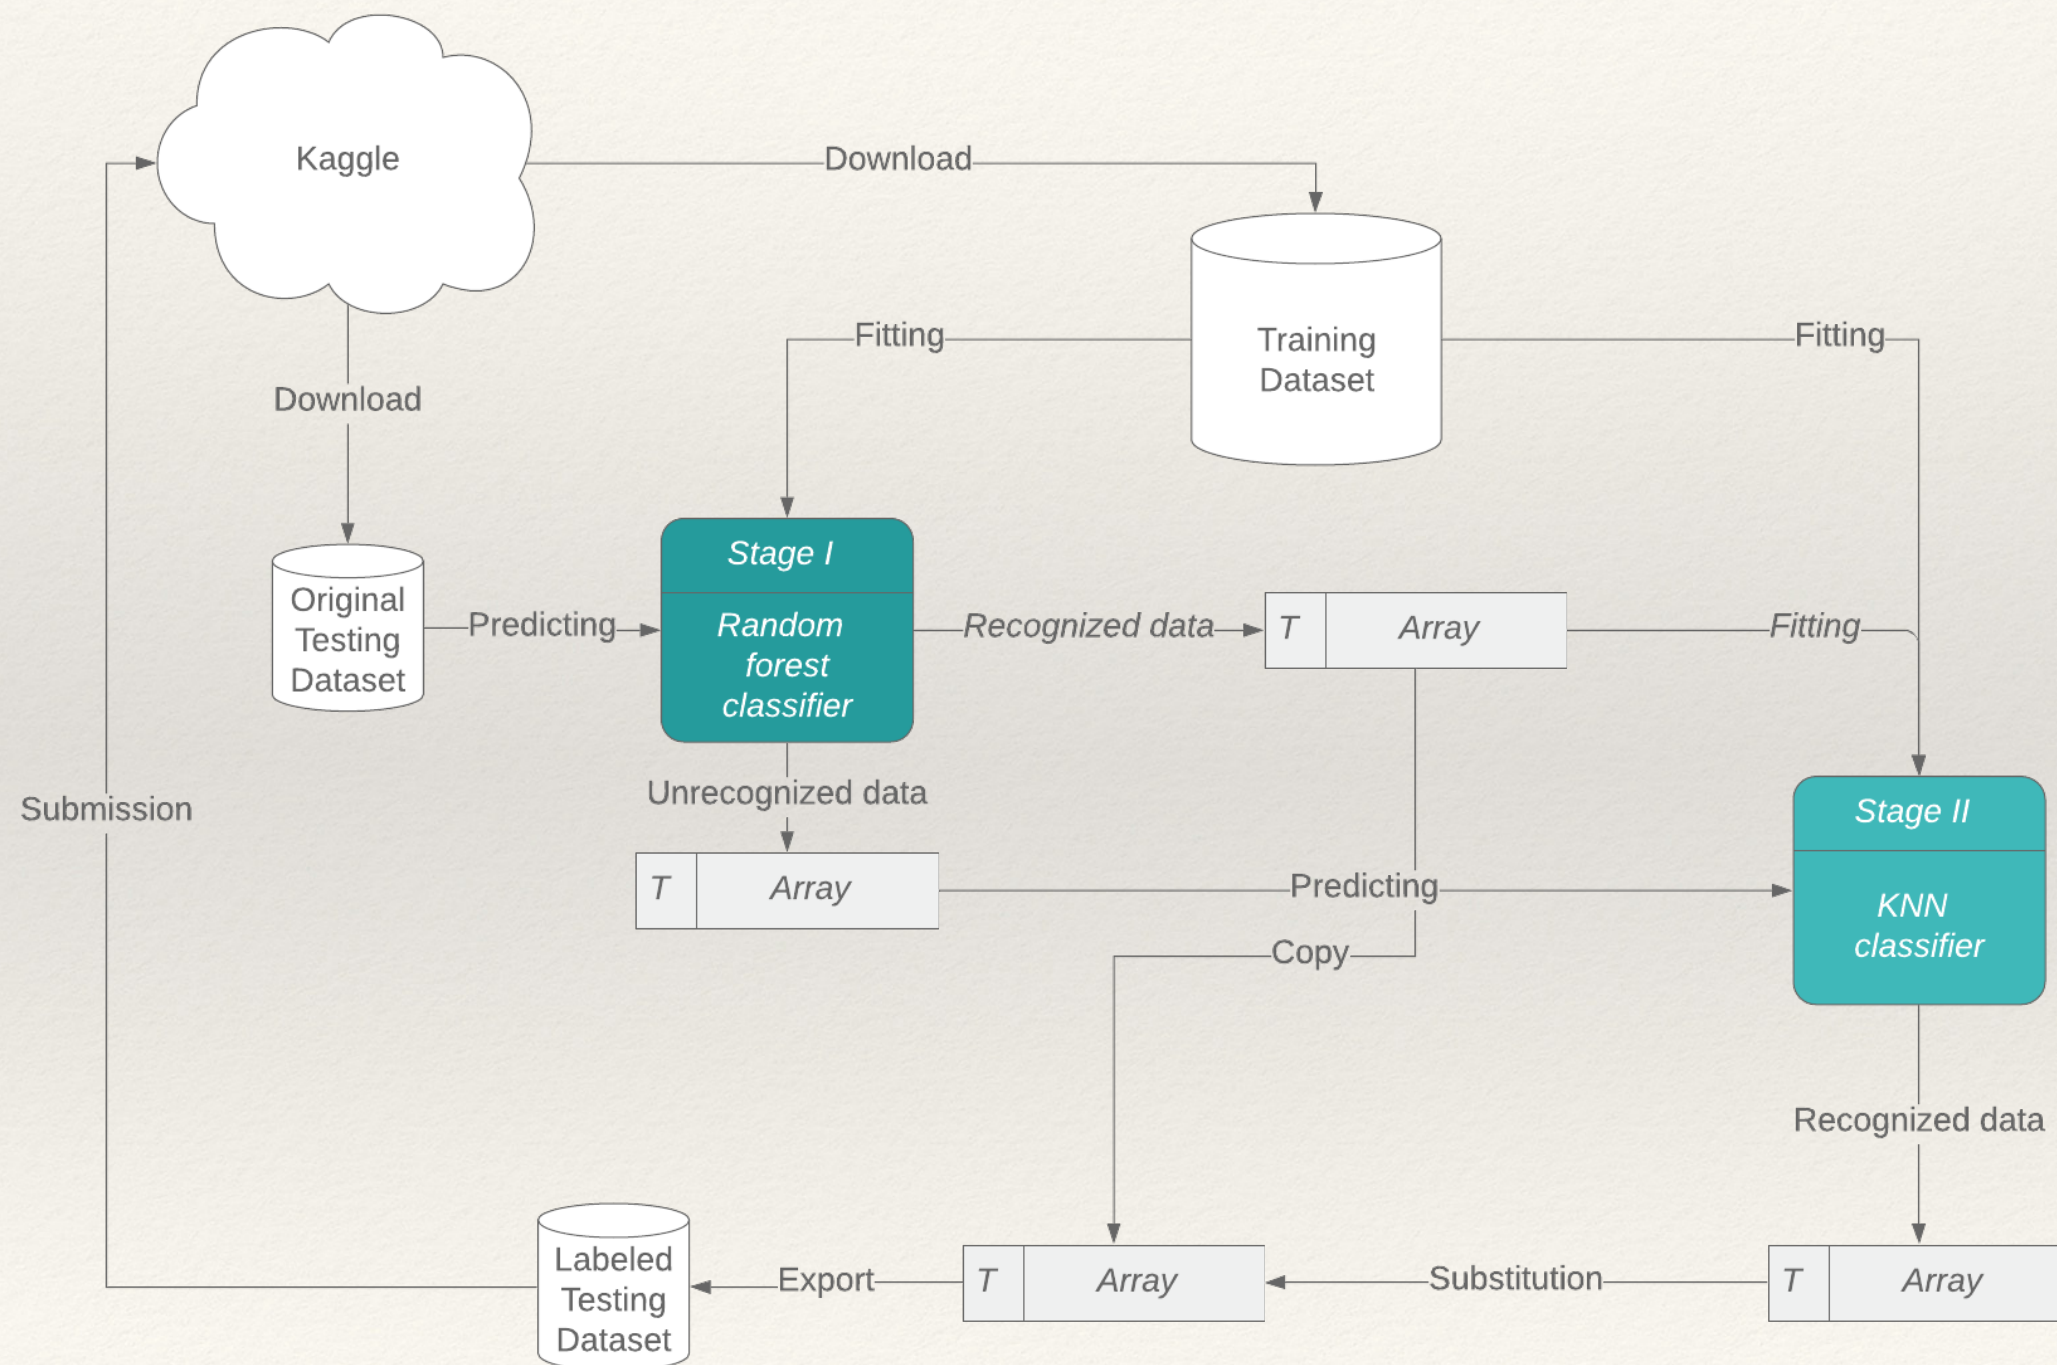 Kaggle
Download
Training
Dataset
Fitting
Fitting
Download
Original
Testing
Dataset
Predicting
Stage I
Random
forest
classifier
Recognized data
T
Array
Fitting
Unrecognized data
T
Array
Submission
Predicting
Stage II
KNN
classifier
Copy
Recognized data
Labeled
Testing
Dataset
Export
T
Array
Substitution
T
Array